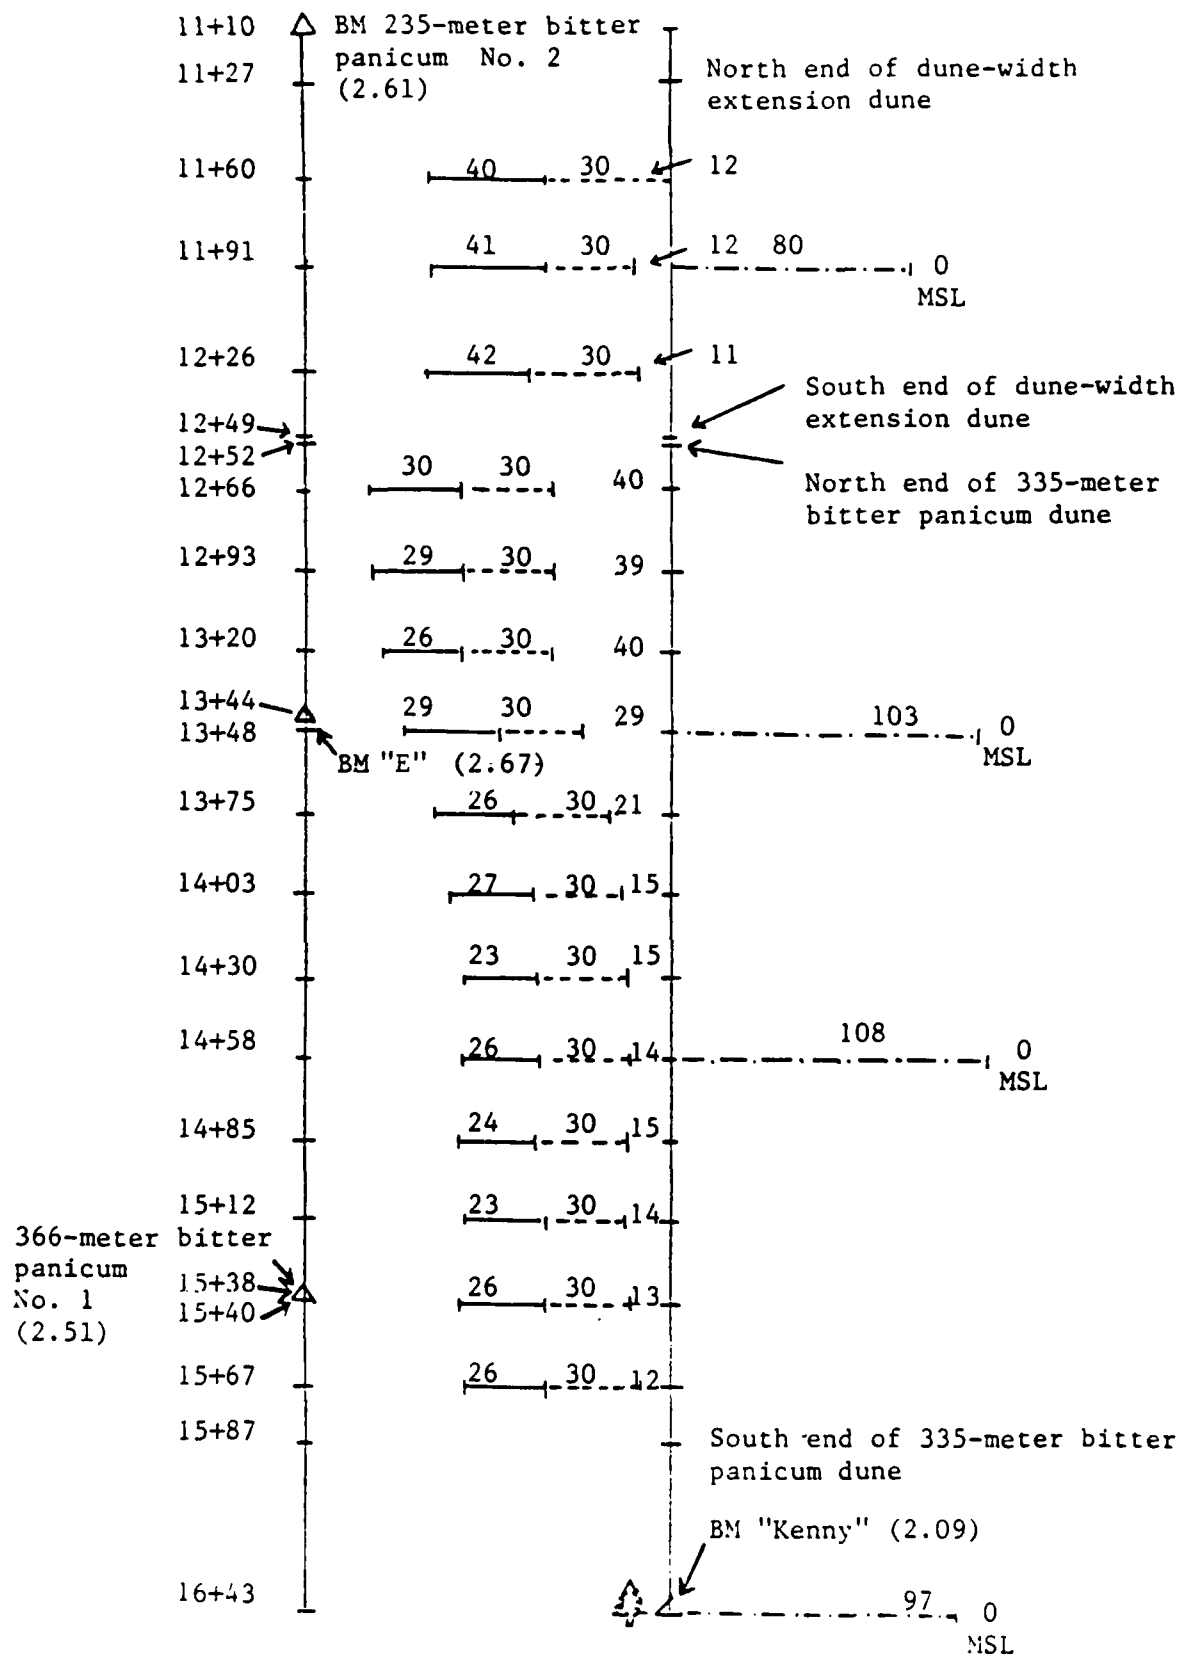 11+10 BM 235-meter bitter
panicum No. 2
11+27 North end of dune-width
(2.61) extension dune
11+60 40 30 12
11+91 41 30 12 80 0
MSL
12+26 42 30 11
South end of dune-width
extension dune
12+49
12+52
12+66 30 30 40
North end of 335-meter
bitter panicum dune
12+93 29 30 39
13+20 26 30 40
13+44
13+48 29 30 29 103 0
MSL
BM "E" (2.67)
13+75 26 30 21
14+03 27 30 15
14+30 23 30 15
14+58 26 30 14 108 0
MSL
14+85 24 30 15
15+12 23 30 14
366-meter bitter
panicum
No. 1
(2.51)
15+38
15+40 26 30 13
15+67 26 30 12
15+87 South end of 335-meter bitter
panicum dune
BM "Kenny" (2.09)
16+43 97 0
MSL